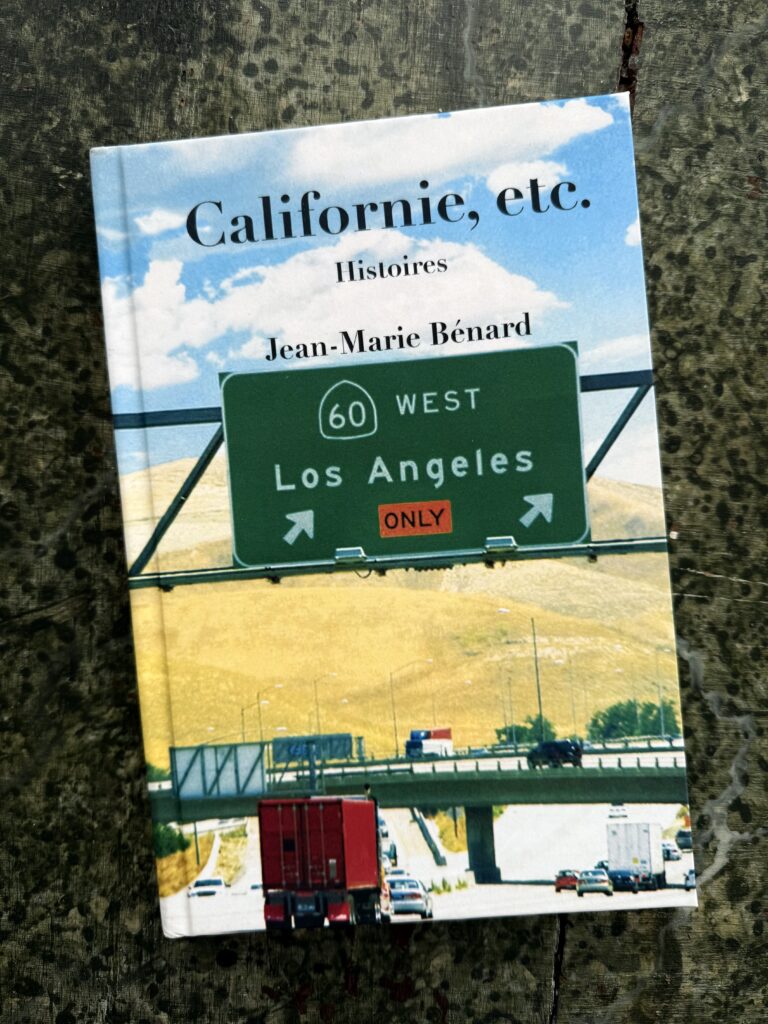 Californie, etc.
Histoires
Jean-Marie Bénard
60 WEST
Los Angeles
ONLY